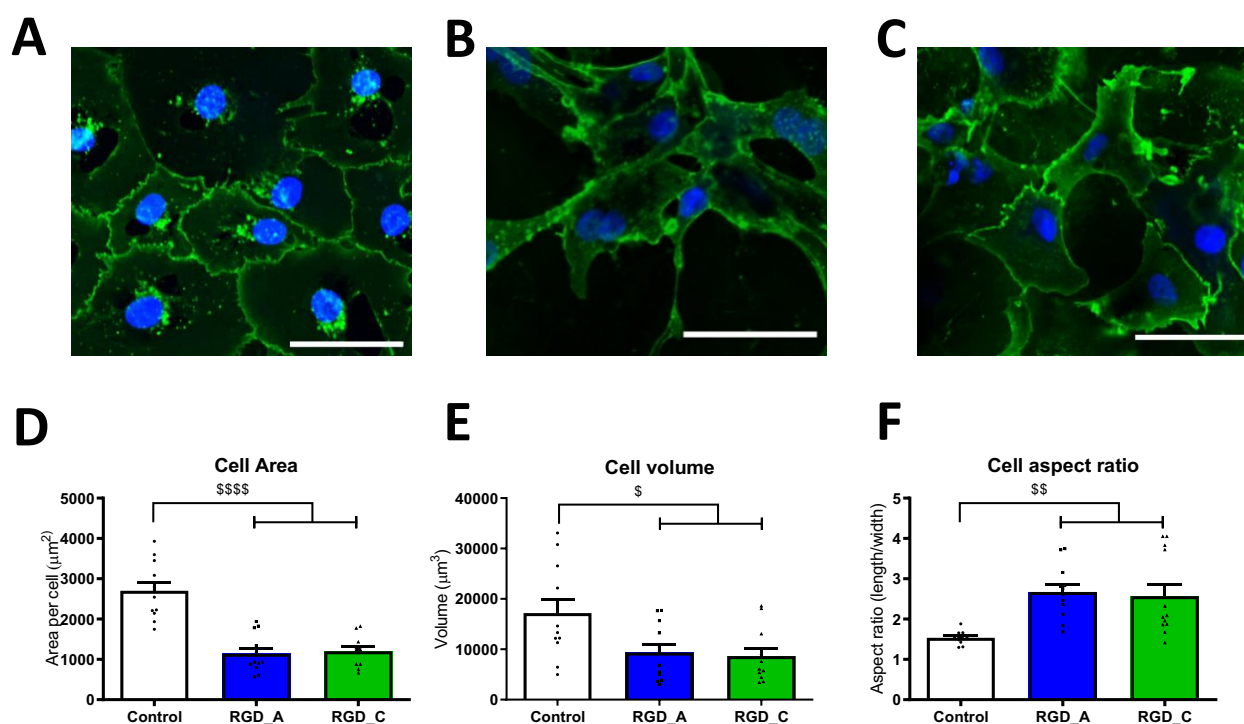 A
B
C
D
Cell Area
$$$$
5000
4000
3000
2000
1000
0
Area per cell (μm²)
Control
RGD_A
RGD_C
E
Cell volume
$
40000
30000
20000
10000
0
Volume (μm³)
Control
RGD_A
RGD_C
F
Cell aspect ratio
$$
5
4
3
2
1
0
Aspect ratio (length/width)
Control
RGD_A
RGD_C